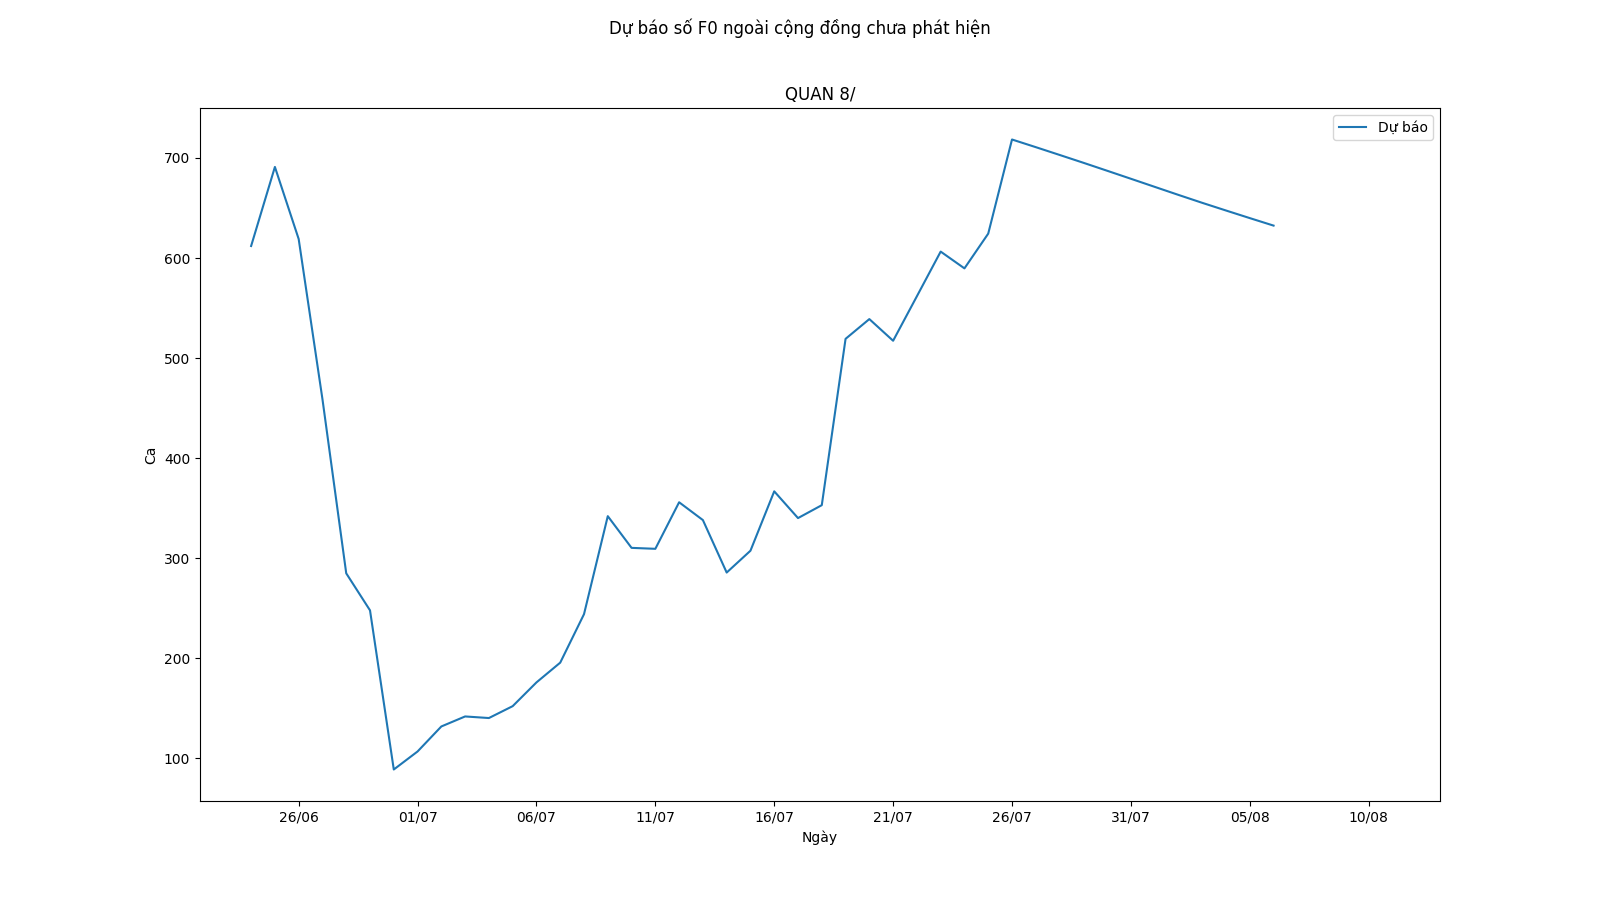 Dự báo số F0 ngoài cộng đồng chưa phát hiện
QUAN 8/
Dự báo
700
600
500
400
300
200
100
Ca
26/06 01/07 06/07 11/07 16/07 21/07 26/07 31/07 05/08 10/08
Ngày